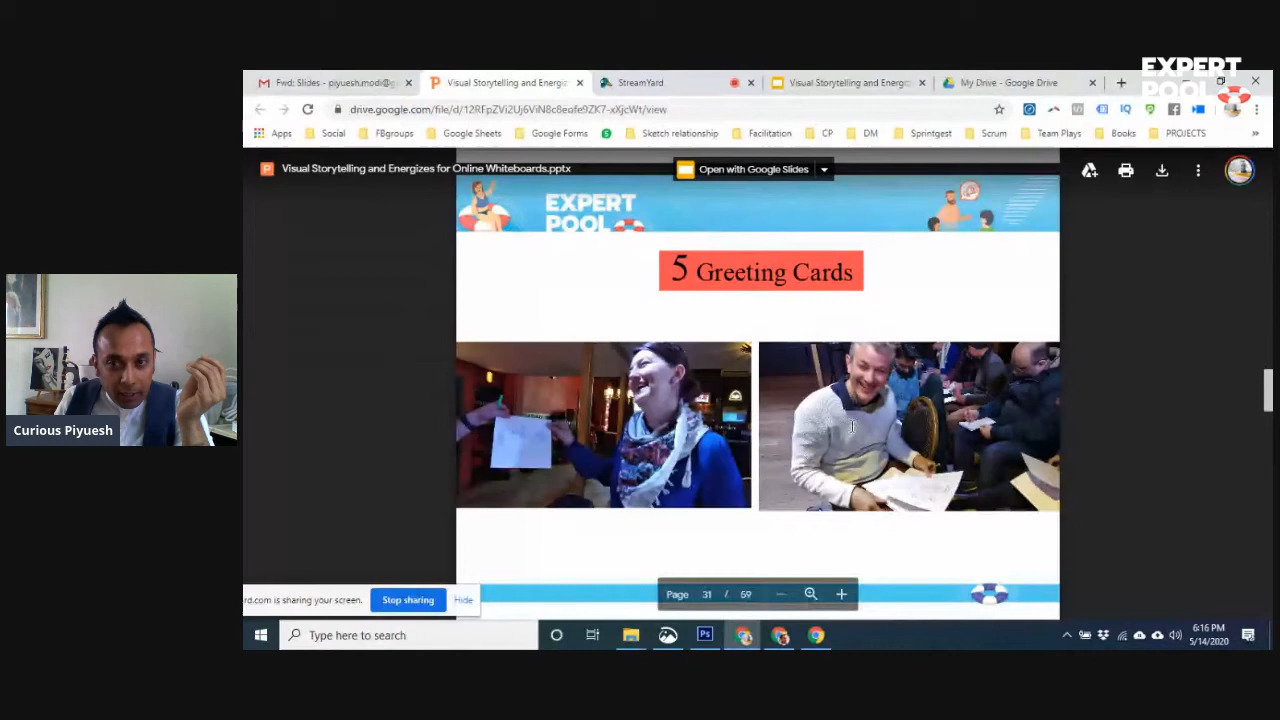 EXPERT
POOL
Fwd: Slides - piyuesh.modi@g
Visual Storytelling and Energiz
StreamYard
Visual Storytelling and Energ
My Drive - Google Drive
drive.google.com/file/d/
/view
Apps
Social
FBgroups
Google Sheets
Google Forms
Sketch relationship
Facilitation
CP
DM
Sprintgest
Scrum
Team Plays
Books
PROJECTS
Visual Storytelling and Energizes for Online Whiteboards.pptx
Open with Google Slides
EXPERT
POOL
5 Greeting Cards
Curious Piyuesh
Page 31 / 59
rd.com is sharing your screen.
Stop sharing
Hide
Type here to search
Ps
6:16 PM
5/14/2020